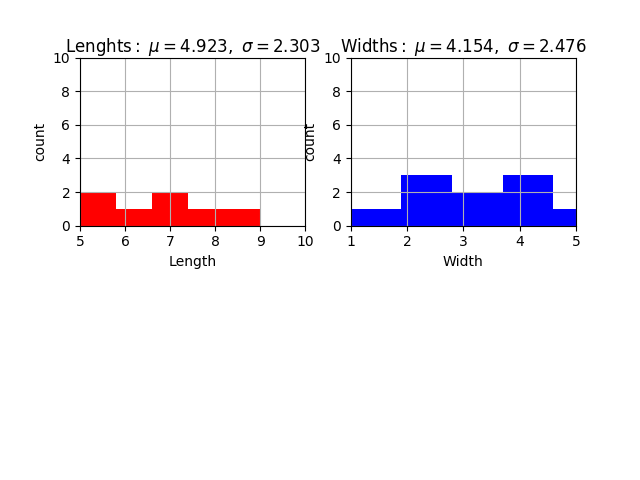 Lenghts: μ = 4.923, σ = 2.303
10
8
6
4
2
0
count
5 6 7 8 9 10
Length
Widths: μ = 4.154, σ = 2.476
10
8
6
4
2
0
count
1 2 3 4 5
Width